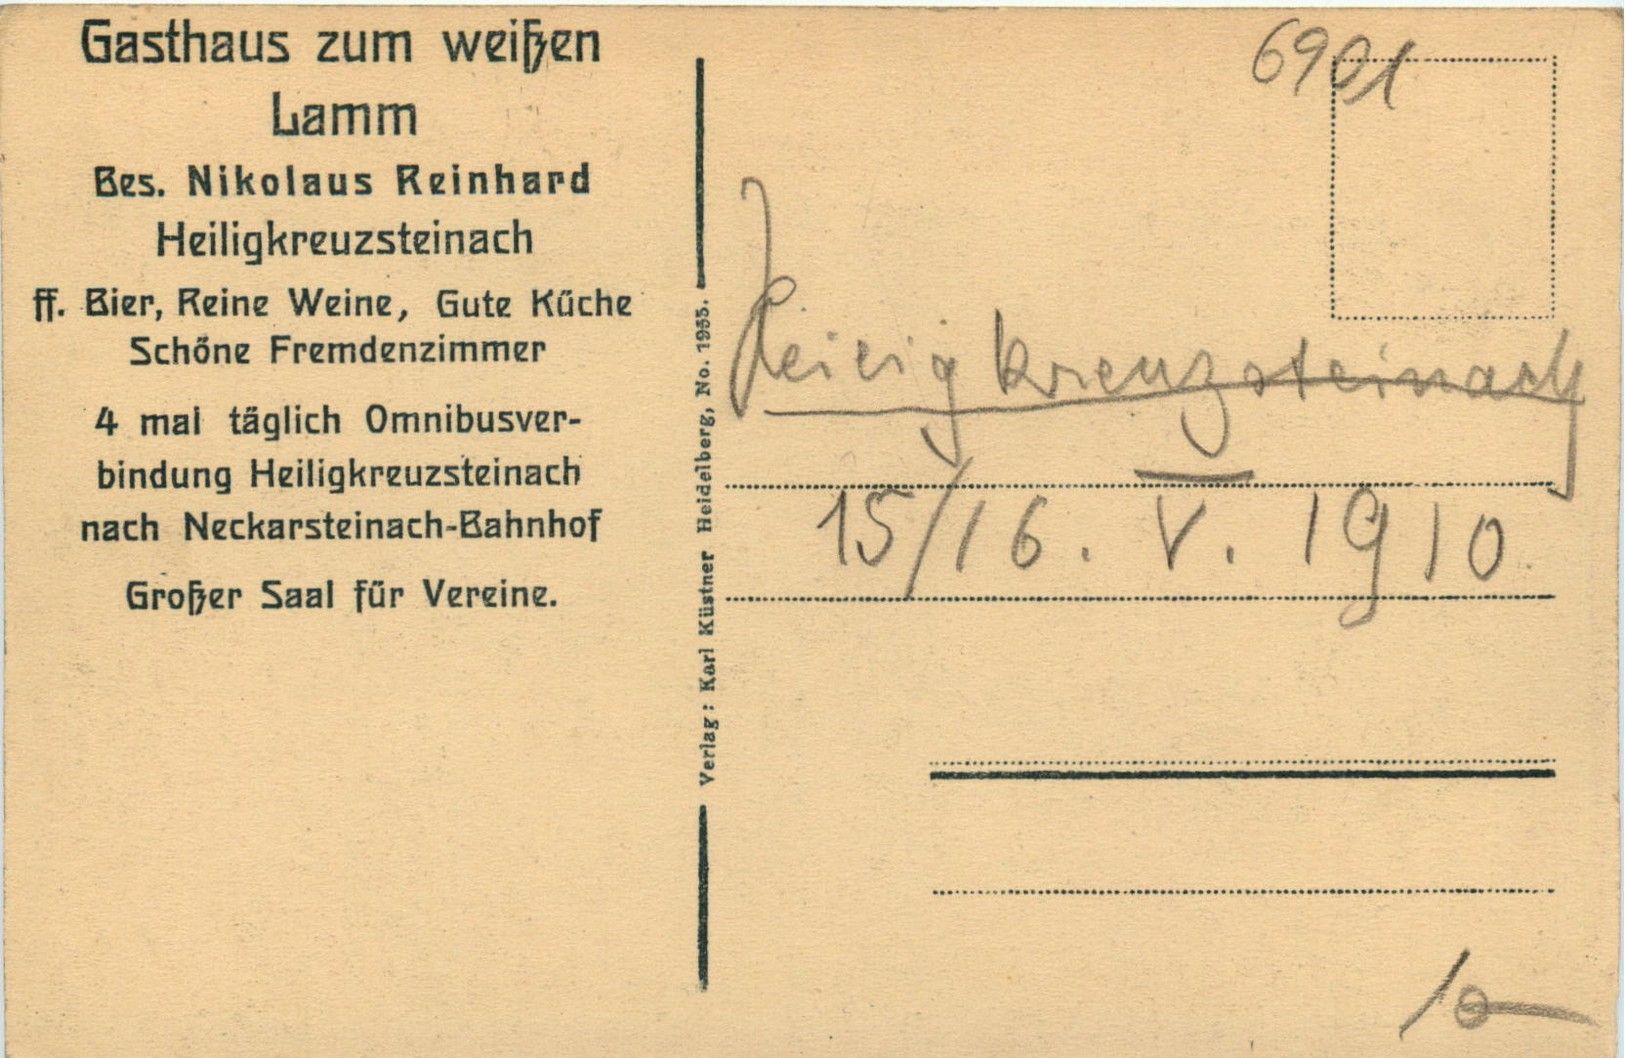 Gasthaus zum weißen
Lamm
Bes. Nikolaus Reinhard
Heiligkreuzsteinach
ff. Bier, Reine Weine, Gute Küche
Schöne Fremdenzimmer
4 mal täglich Omnibusver-
bindung Heiligkreuzsteinach
nach Neckarsteinach-Bahnhof
Großer Saal für Vereine.
Verlag: Karl Küstner Heidelberg, No. 1935.
6901
Heiligkreuzsteinach
15/16. V. 1910.
10-